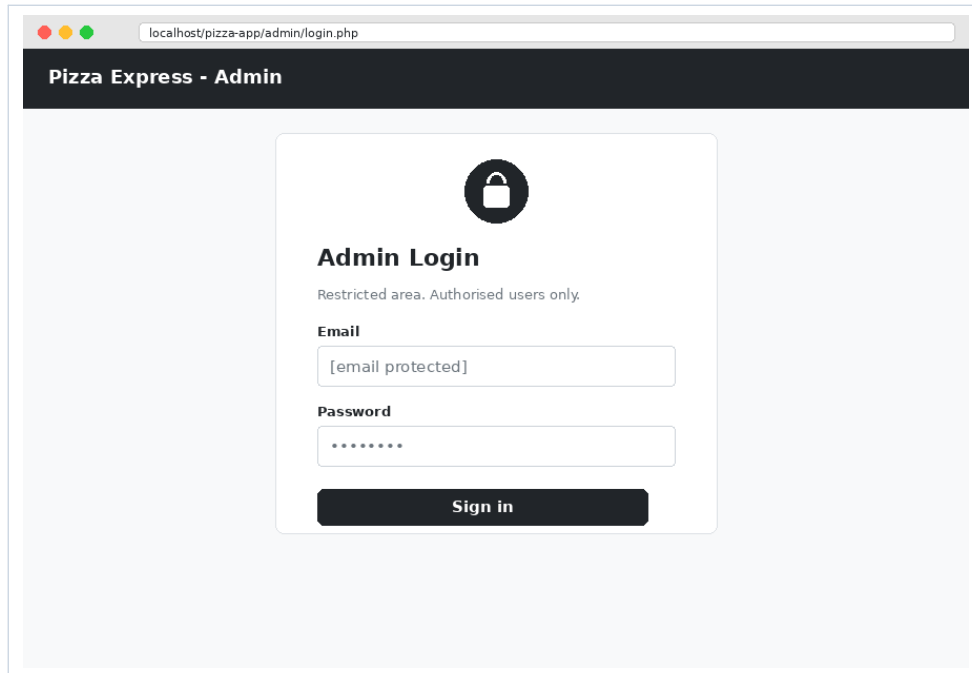 localhost/pizza-app/admin/login.php
Pizza Express - Admin
Admin Login
Restricted area. Authorised users only.
Email
[email protected]
Password
••••••••
Sign in